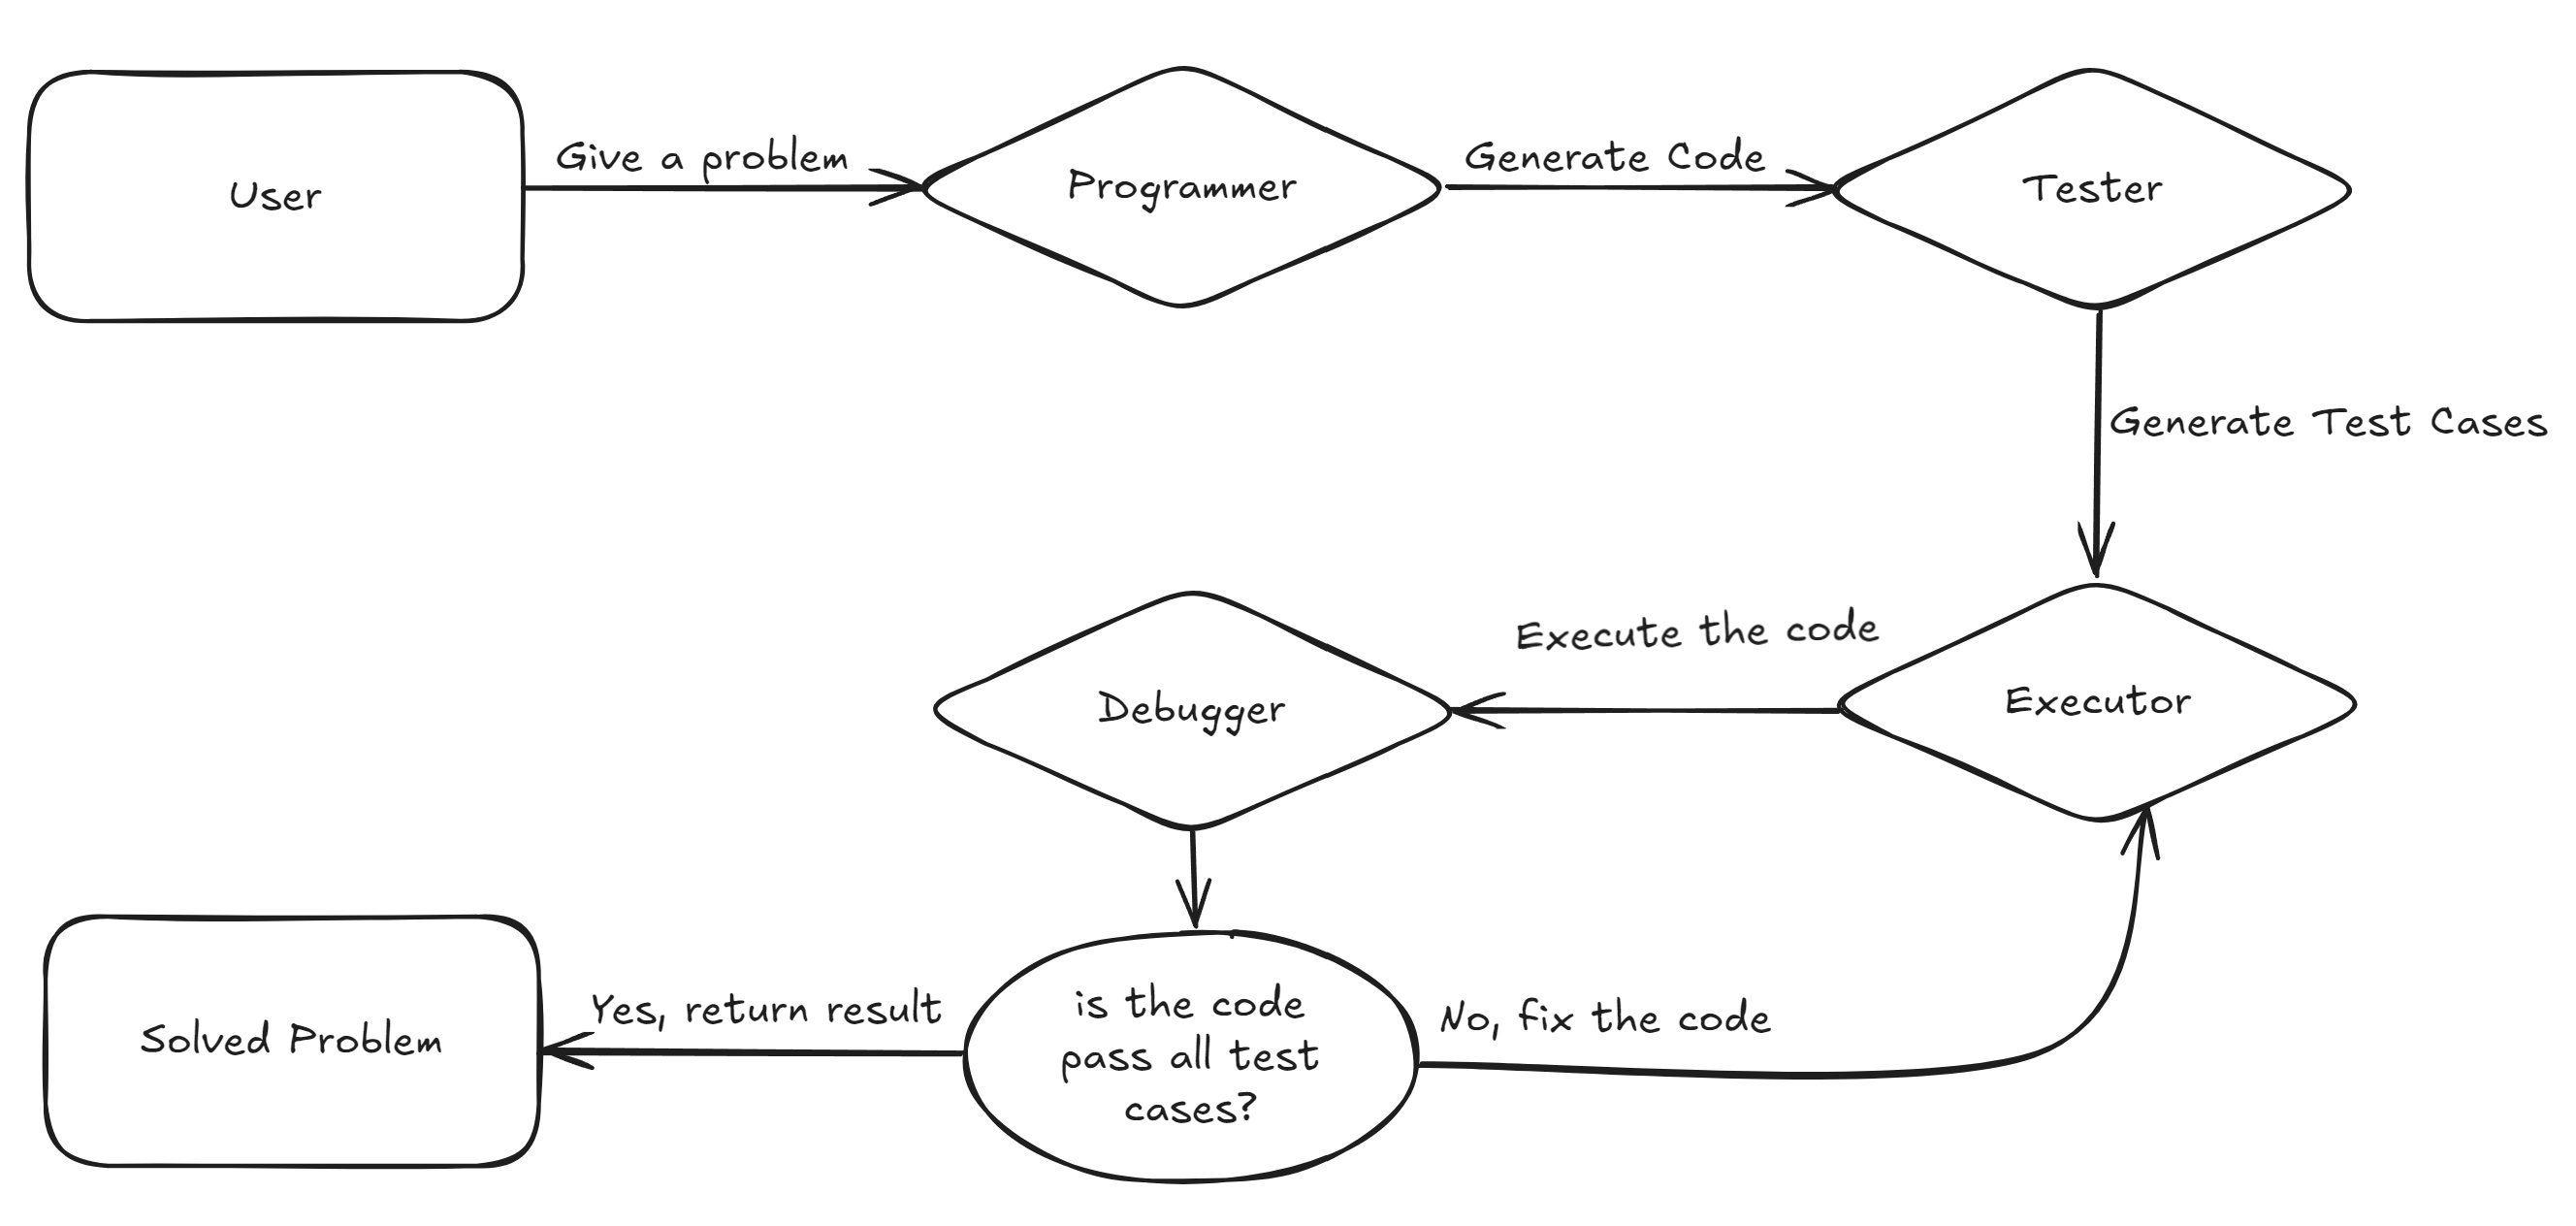 User
Give a problem
Programmer
Generate Code
Tester
Generate Test Cases
Executor
Execute the code
Debugger
is the code
pass all test
cases?
No, fix the code
Yes, return result
Solved Problem